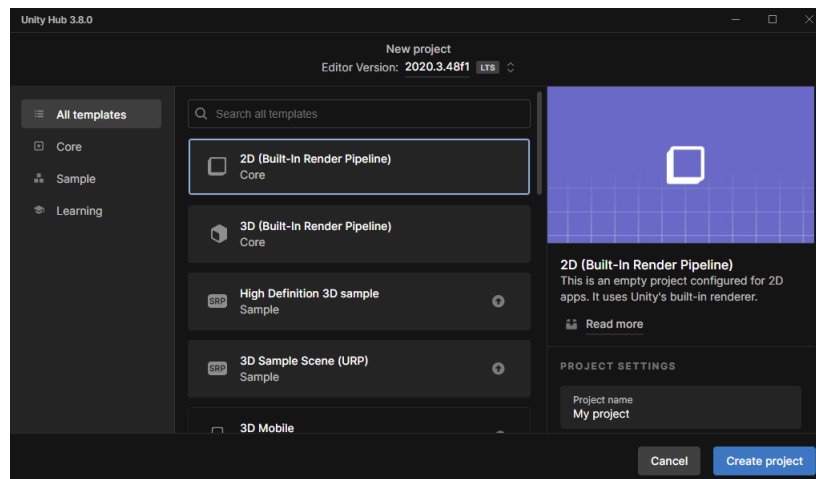 Unity Hub 3.8.0
New project
Editor Version: 2020.3.48f1 LTS
All templates
Core
Sample
Learning
Search all templates
2D (Built-In Render Pipeline)
Core
3D (Built-In Render Pipeline)
Core
SRP
High Definition 3D sample
Sample
SRP
3D Sample Scene (URP)
Sample
3D Mobile
2D (Built-In Render Pipeline)
This is an empty project configured for 2D
apps. It uses Unity's built-in renderer.
Read more
PROJECT SETTINGS
Project name
My project
Cancel
Create project